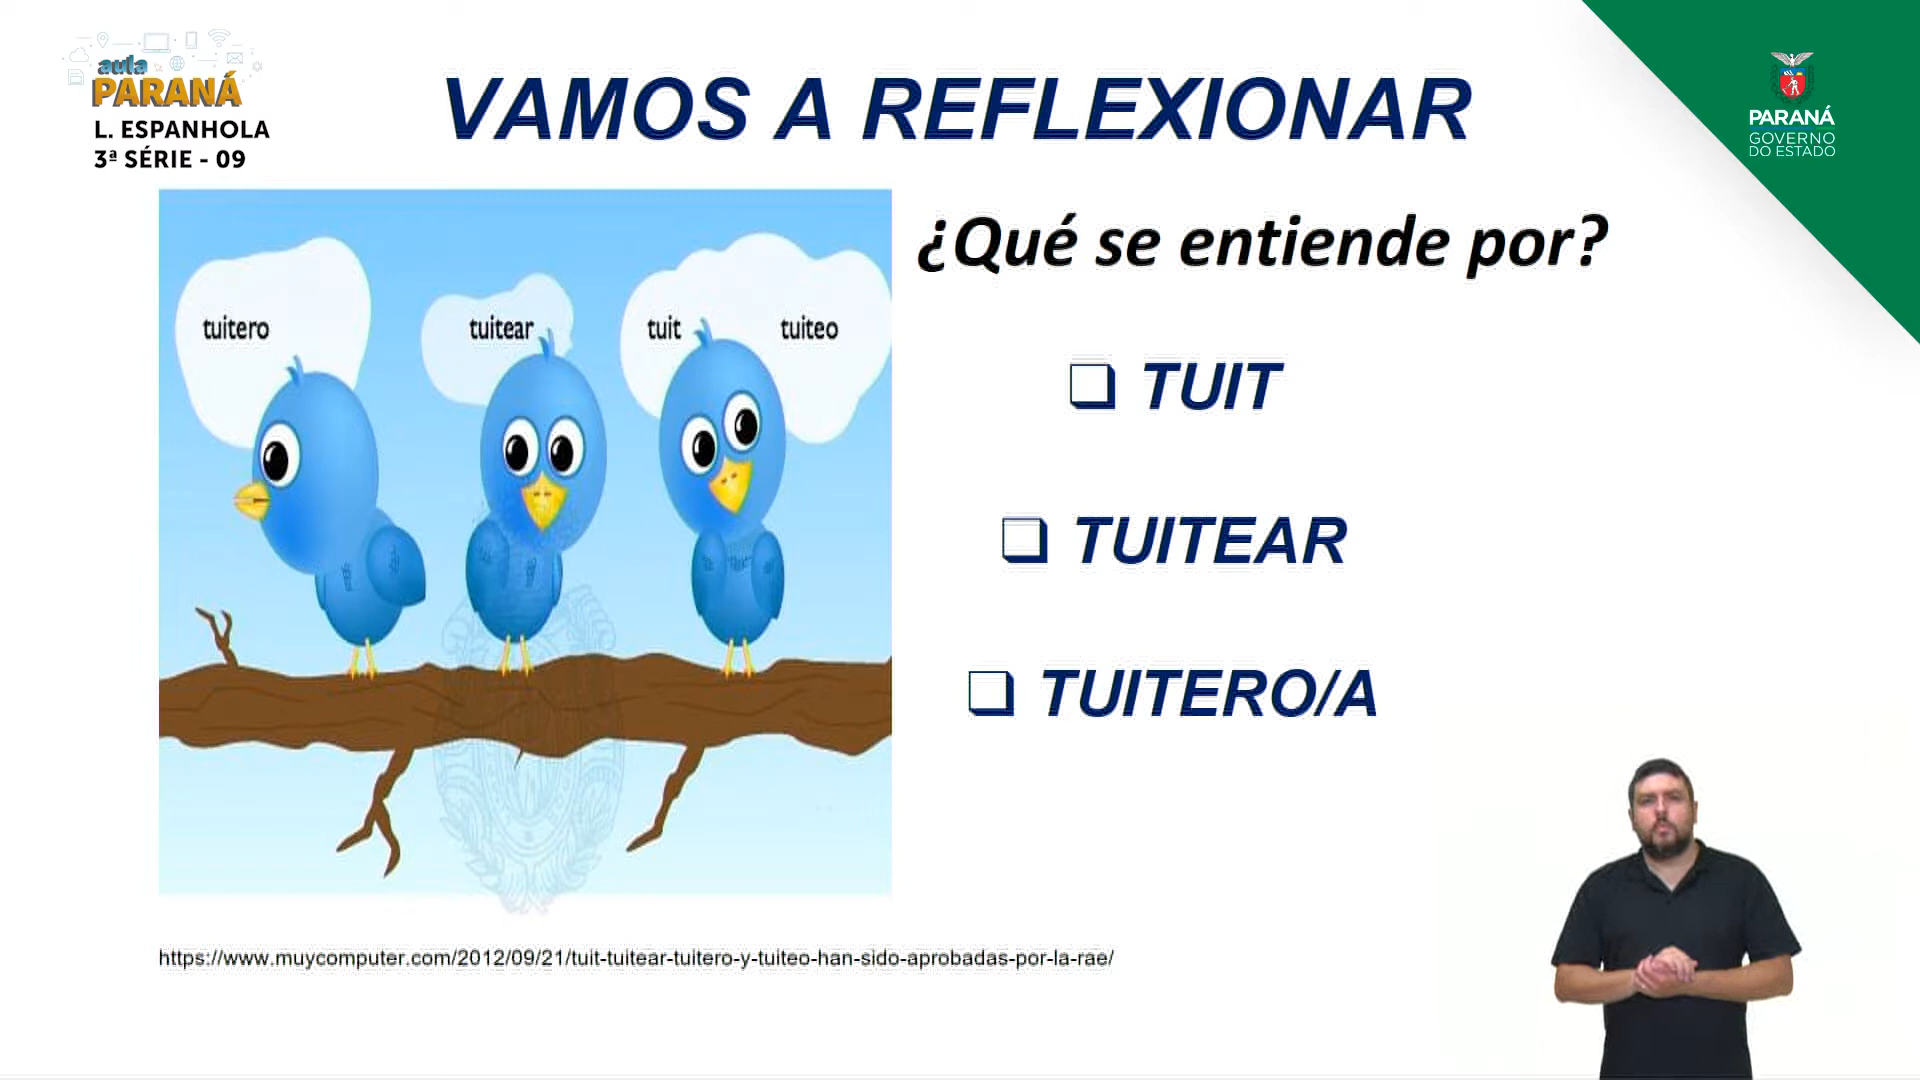 aula
PARANÁ
L. ESPANHOLA
3ª SÉRIE - 09
VAMOS A REFLEXIONAR
PARANÁ
GOVERNO
DO ESTADO
¿Qué se entiende por?
tuitero
tuitear
tuit
tuiteo
❑ TUIT
❑ TUITEAR
❑ TUITERO/A
https://www.muycomputer.com/2012/09/21/tuit-tuitear-tuitero-y-tuiteo-han-sido-aprobadas-por-la-rae/